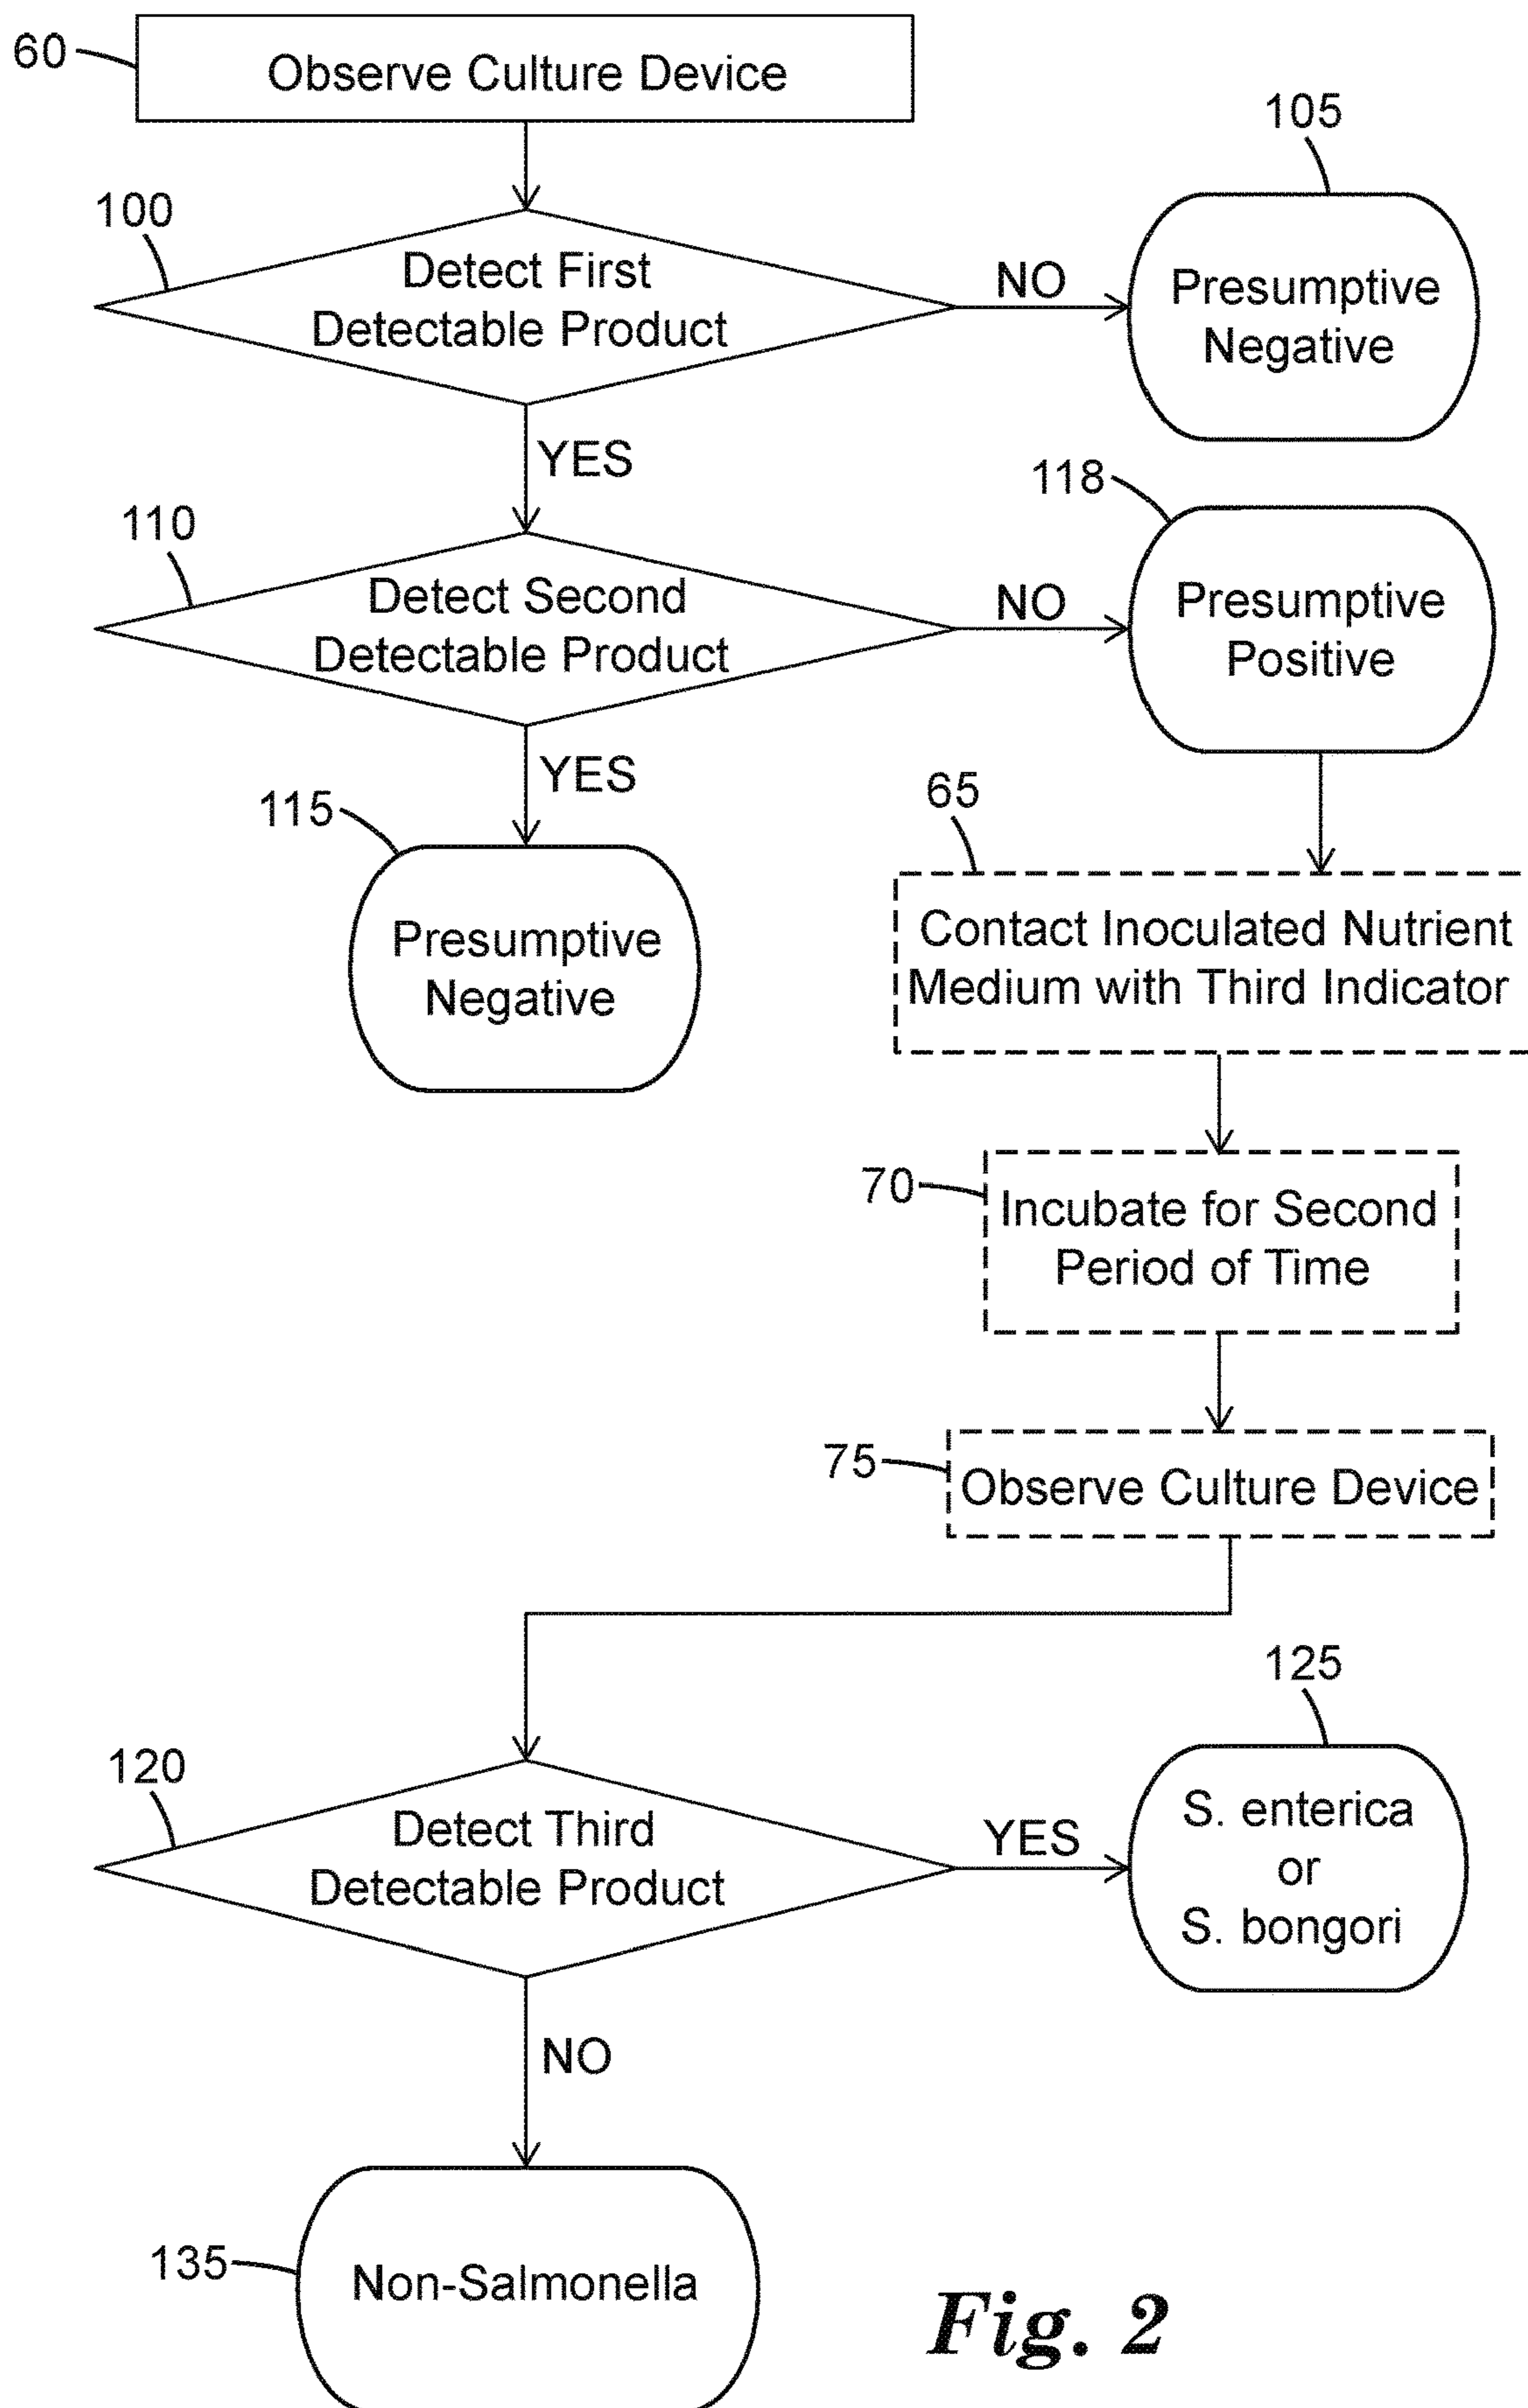 60
Observe Culture Device
105
100
Detect First
Detectable Product
NO
Presumptive
Negative
YES
118
110
Detect Second
Detectable Product
NO
Presumptive
Positive
YES
65
115
Presumptive
Negative
Contact Inoculated Nutrient
Medium with Third Indicator
70
Incubate for Second
Period of Time
75
Observe Culture Device
125
120
Detect Third
Detectable Product
YES
S. enterica
or
S. bongori
NO
135
Non-Salmonella
Fig. 2